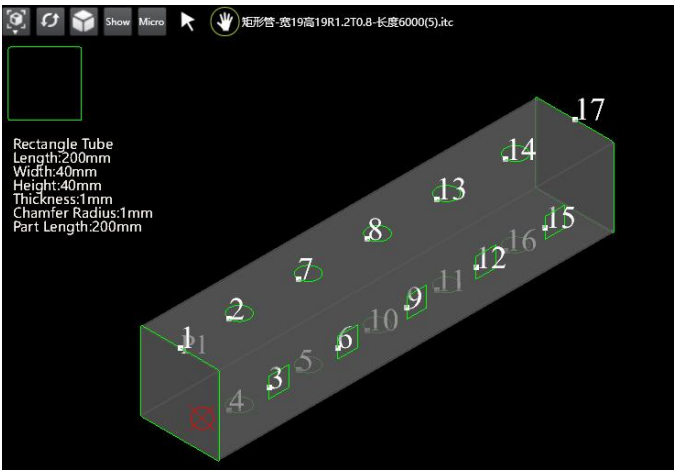 Show Micro 矩形管-宽19高19R1.2T0.8-长度6000(5).itc
Rectangle Tube
Length:200mm
Width:40mm
Height:40mm
Thickness:1mm
Chamfer Radius:1mm
Part Length:200mm
17
14
13
15
8
16
12
7
11
9
2
10
1
P1
6
5
3
4